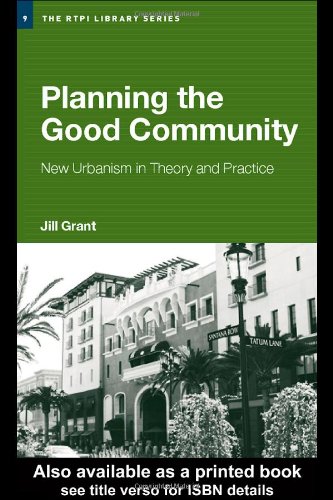 9 THE RTPI LIBRARY SERIES
Planning the
Good Community
New Urbanism in Theory and Practice
Jill Grant
SANTANA ROW
TATUM LANE
Also available as a printed book
see title verso for ISBN details